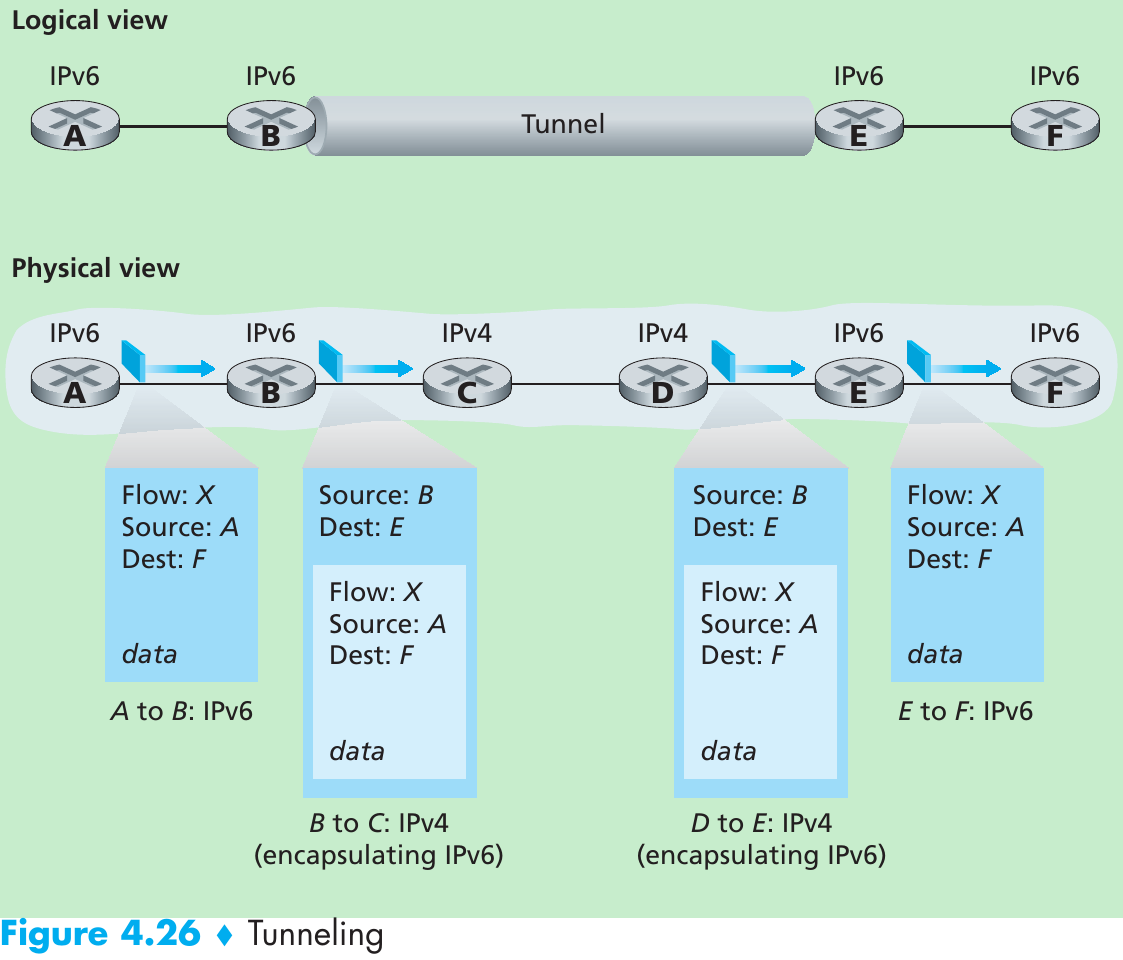 Logical view
IPv6
IPv6
IPv6
IPv6
A
B
Tunnel
E
F
Physical view
IPv6
IPv6
IPv4
IPv4
IPv6
IPv6
A
B
C
D
E
F
Flow: X
Source: A
Dest: F
data
A to B: IPv6
Source: B
Dest: E
Flow: X
Source: A
Dest: F
data
B to C: IPv4
(encapsulating IPv6)
Source: B
Dest: E
Flow: X
Source: A
Dest: F
data
D to E: IPv4
(encapsulating IPv6)
Flow: X
Source: A
Dest: F
data
E to F: IPv6
Figure 4.26 ♦ Tunneling